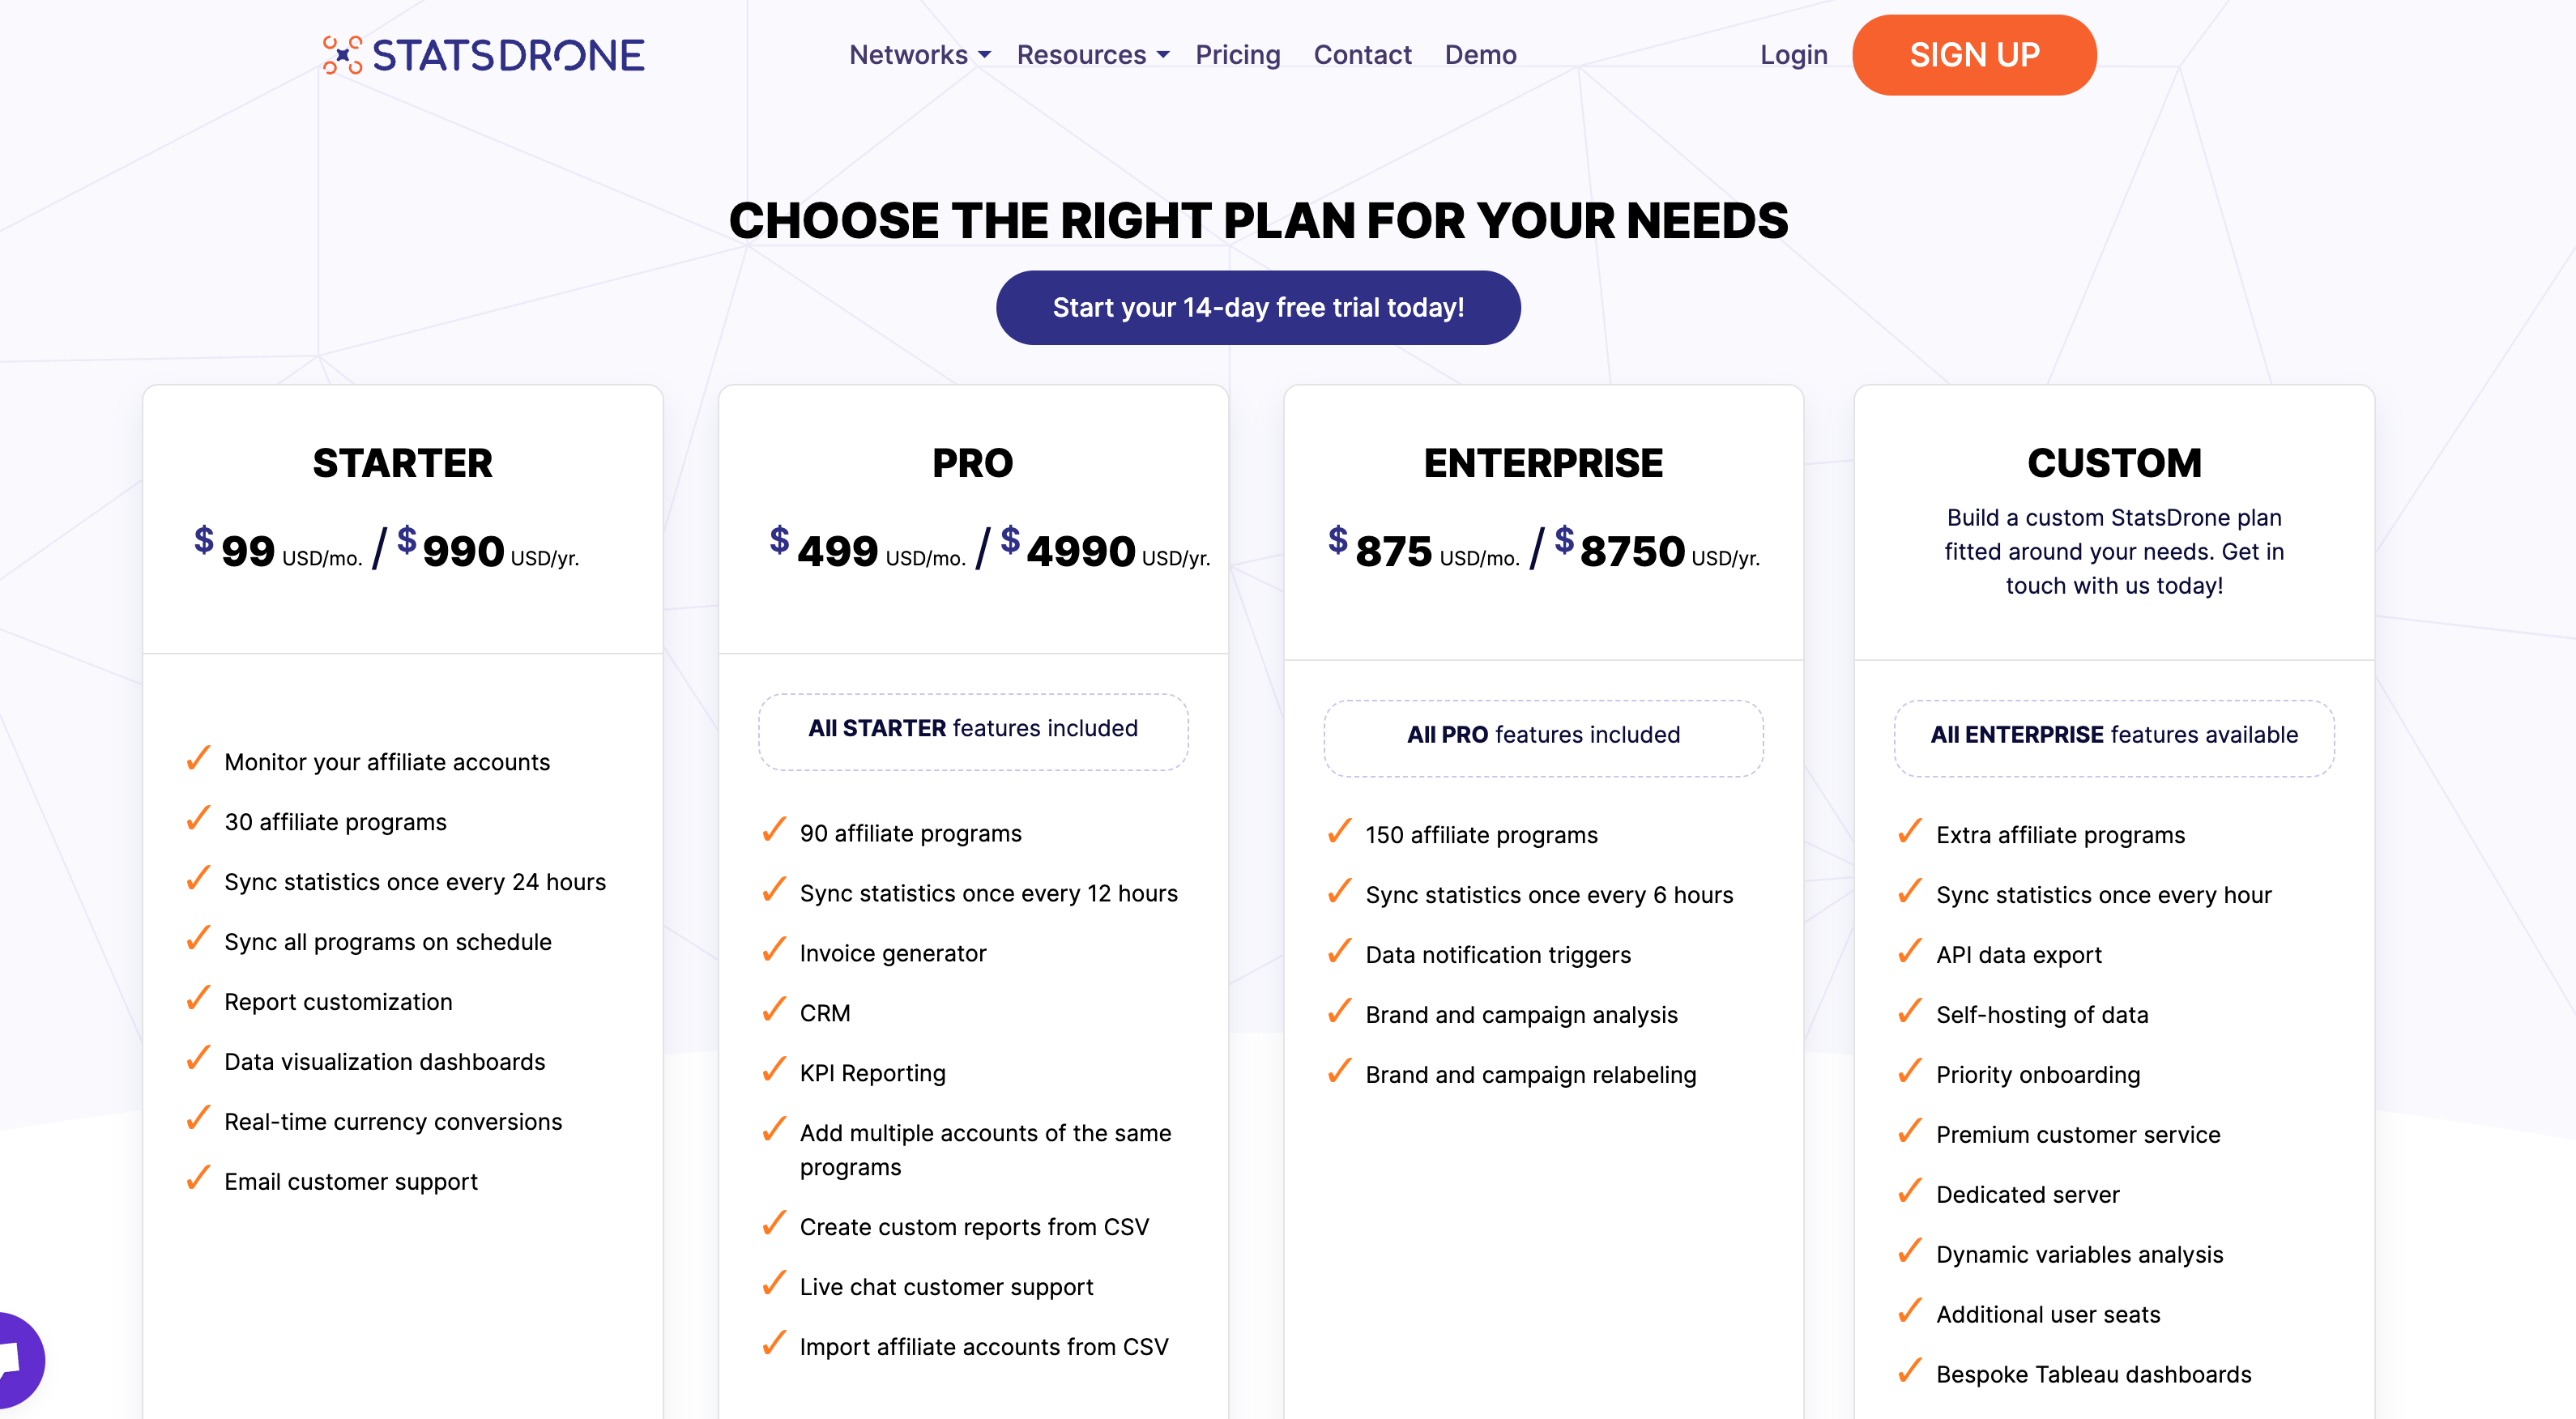 STATSDRONE
Networks Resources Pricing Contact Demo Login SIGN UP
CHOOSE THE RIGHT PLAN FOR YOUR NEEDS
Start your 14-day free trial today!
STARTER
$ 99 USD/mo. / $ 990 USD/yr.
Monitor your affiliate accounts
30 affiliate programs
Sync statistics once every 24 hours
Sync all programs on schedule
Report customization
Data visualization dashboards
Real-time currency conversions
Email customer support
PRO
$ 499 USD/mo. / $ 4990 USD/yr.
All STARTER features included
90 affiliate programs
Sync statistics once every 12 hours
Invoice generator
CRM
KPI Reporting
Add multiple accounts of the same
programs
Create custom reports from CSV
Live chat customer support
Import affiliate accounts from CSV
ENTERPRISE
$ 875 USD/mo. / $ 8750 USD/yr.
All PRO features included
150 affiliate programs
Sync statistics once every 6 hours
Data notification triggers
Brand and campaign analysis
Brand and campaign relabeling
CUSTOM
Build a custom StatsDrone plan
fitted around your needs. Get in
touch with us today!
All ENTERPRISE features available
Extra affiliate programs
Sync statistics once every hour
API data export
Self-hosting of data
Priority onboarding
Premium customer service
Dedicated server
Dynamic variables analysis
Additional user seats
Bespoke Tableau dashboards